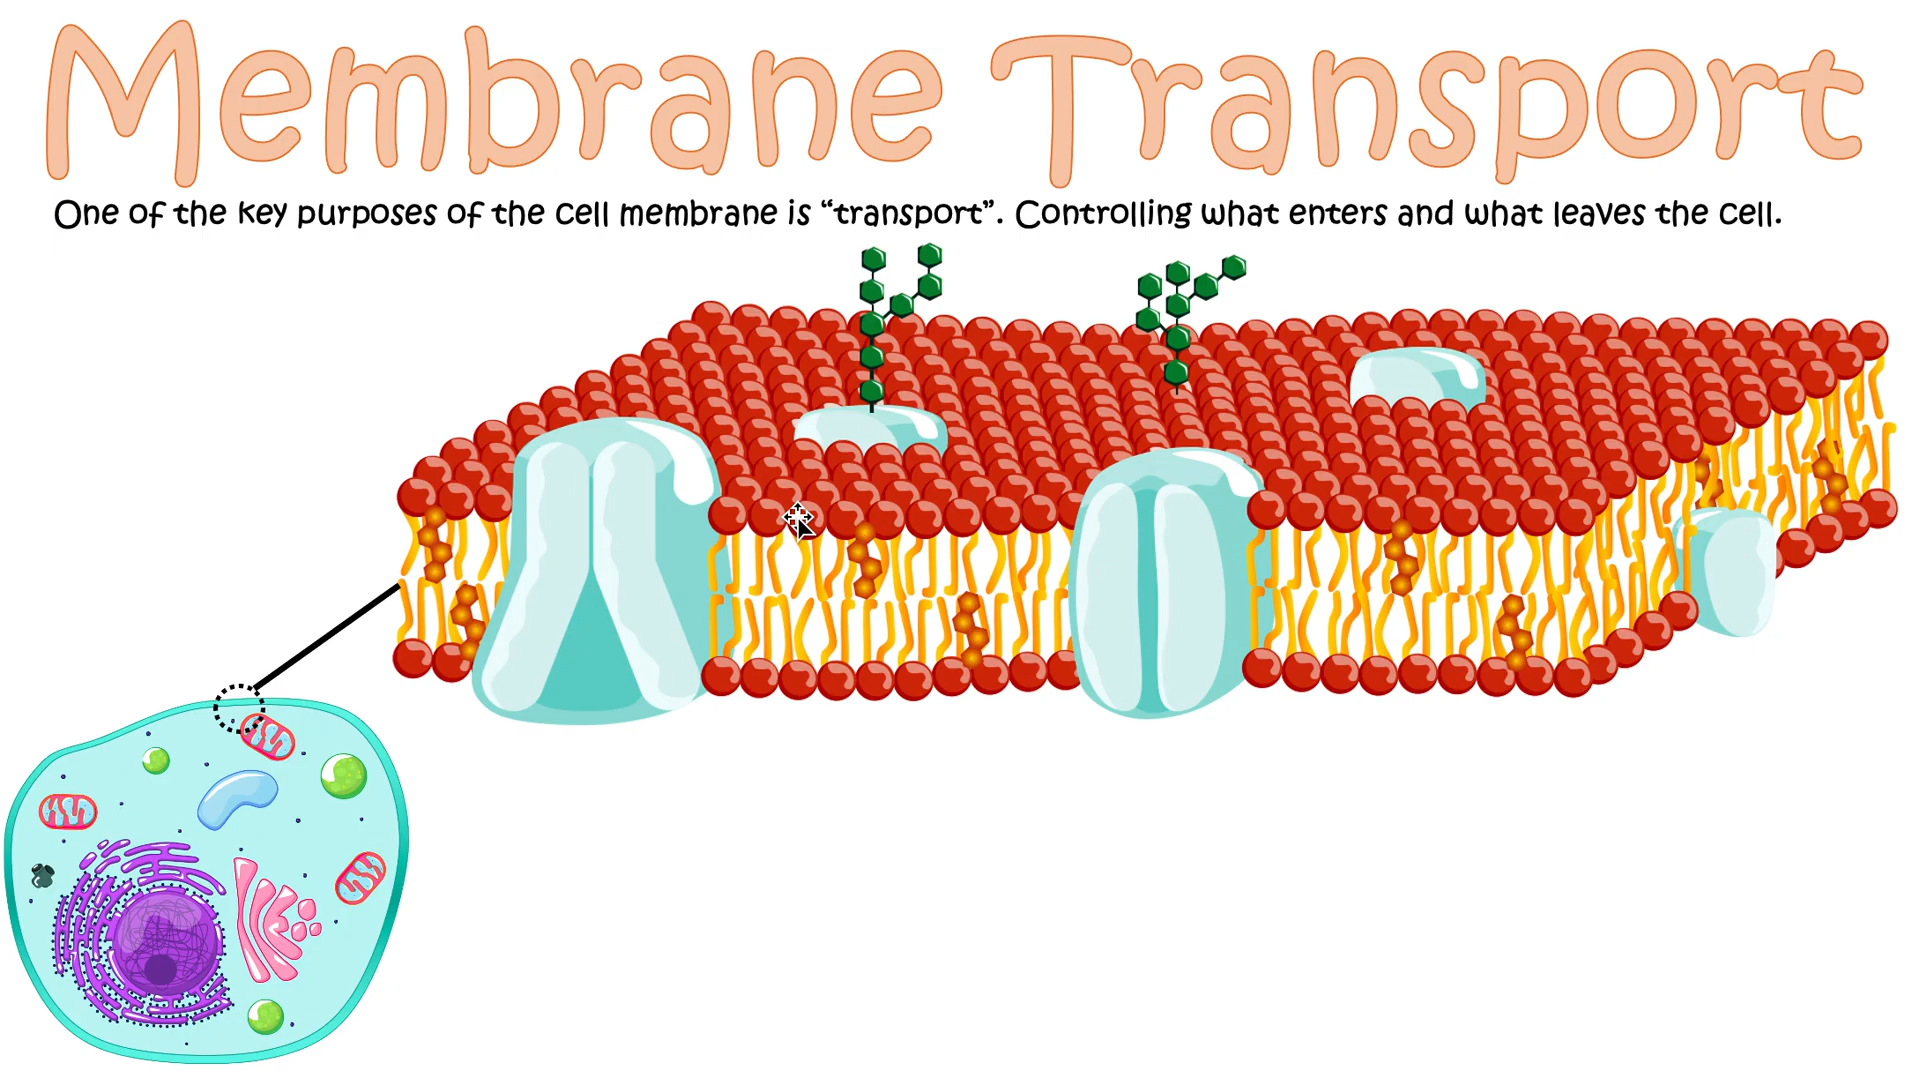 Membrane Transport
One of the key purposes of the cell membrane is “transport”. Controlling what enters and what leaves the cell.